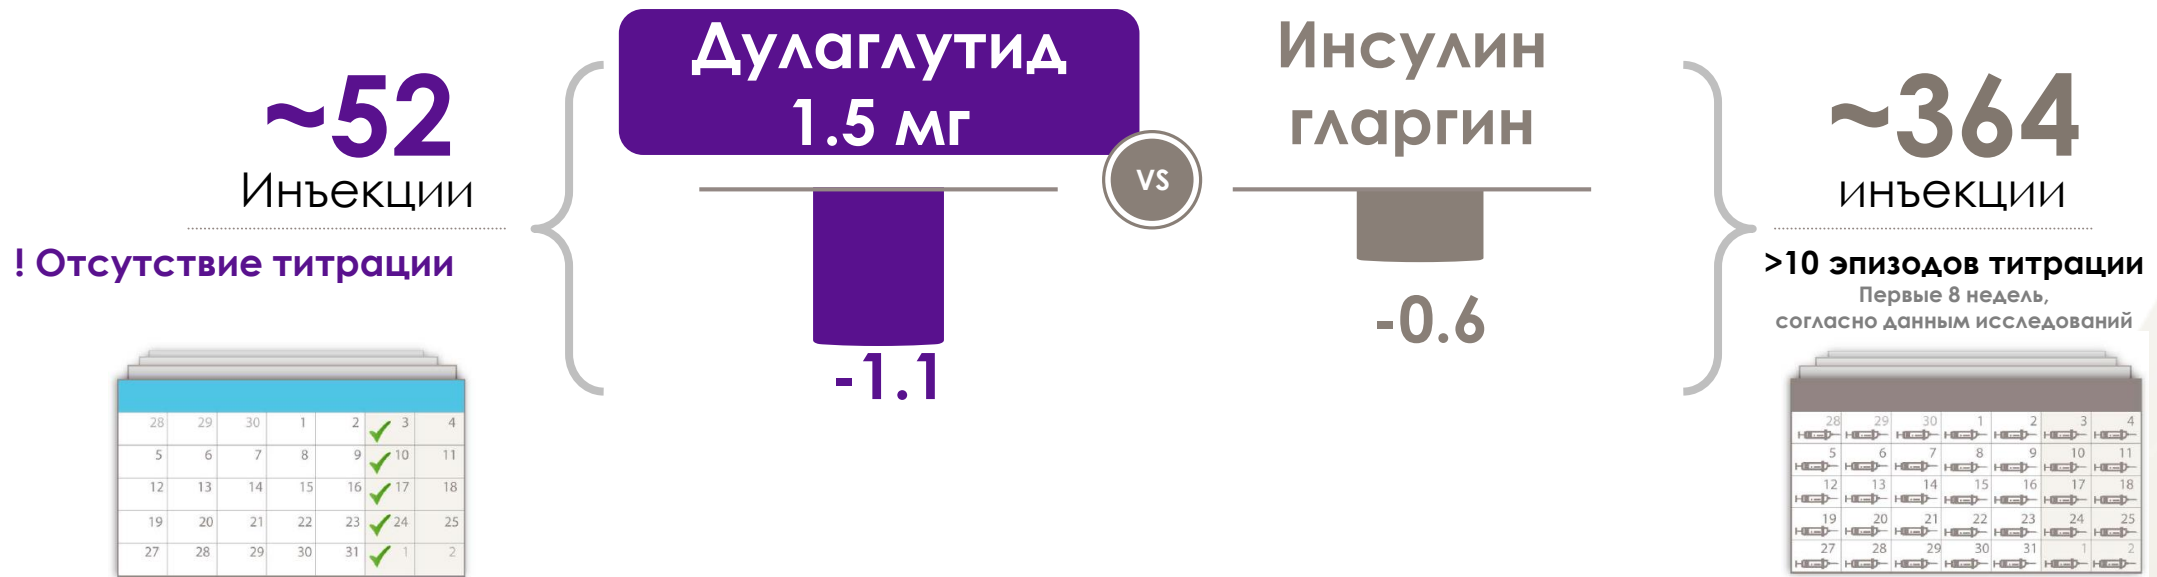 ~52
Инъекции
! Отсутствие титрации
28 29 30 1 2 3 4
5 6 7 8 9 10 11
12 13 14 15 16 17 18
19 20 21 22 23 24 25
27 28 29 30 31 1 2
Дулаглутид
1.5 мг
-1.1
VS
Инсулин
гларгин
-0.6
~364
инъекции
>10 эпизодов титрации
Первые 8 недель,
согласно данным исследований
28 29 30 1 2 3 4
5 6 7 8 9 10 11
12 13 14 15 16 17 18
19 20 21 22 23 24 25
27 28 29 30 31 1 2